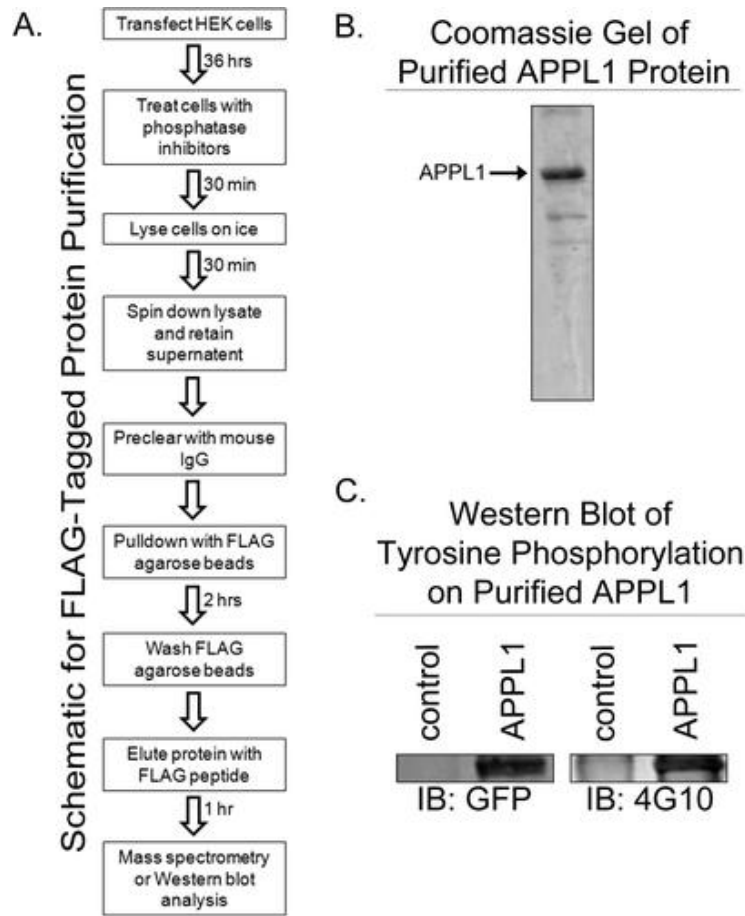 A.
Schematic for FLAG-Tagged Protein Purification
Transfect HEK cells
36 hrs
Treat cells with
phosphatase
inhibitors
30 min
Lyse cells on ice
30 min
Spin down lysate
and retain
supernatent
Preclear with mouse
IgG
Pulldown with FLAG
agarose beads
2 hrs
Wash FLAG
agarose beads
Elute protein with
FLAG peptide
1 hr
Mass spectrometry
or Western blot
analysis
B.
Coomassie Gel of
Purified APPL1 Protein
APPL1
C.
Western Blot of
Tyrosine Phosphorylation
on Purified APPL1
control
APPL1
control
APPL1
IB: GFP
IB: 4G10